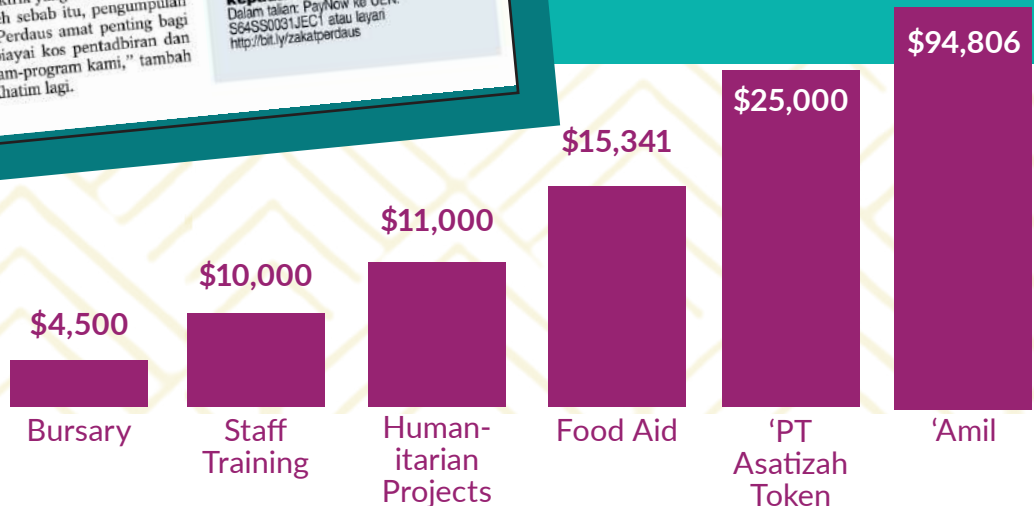 h sebab itu, pengumpulan
Perdaus amat penting bagi
biayai kos pentadbiran dan
am-program kami,” tambah
hatim lagi.
Dalam talian: PayNow ke UEN:
S64SS0031JEC1 atau layari
http://bit.ly/zakatperdaus
$4,500
$10,000
$11,000
$15,341
$25,000
$94,806
Bursary
Staff
Training
Human-
itarian
Projects
Food Aid
‘PT
Asatizah
Token
‘Amil